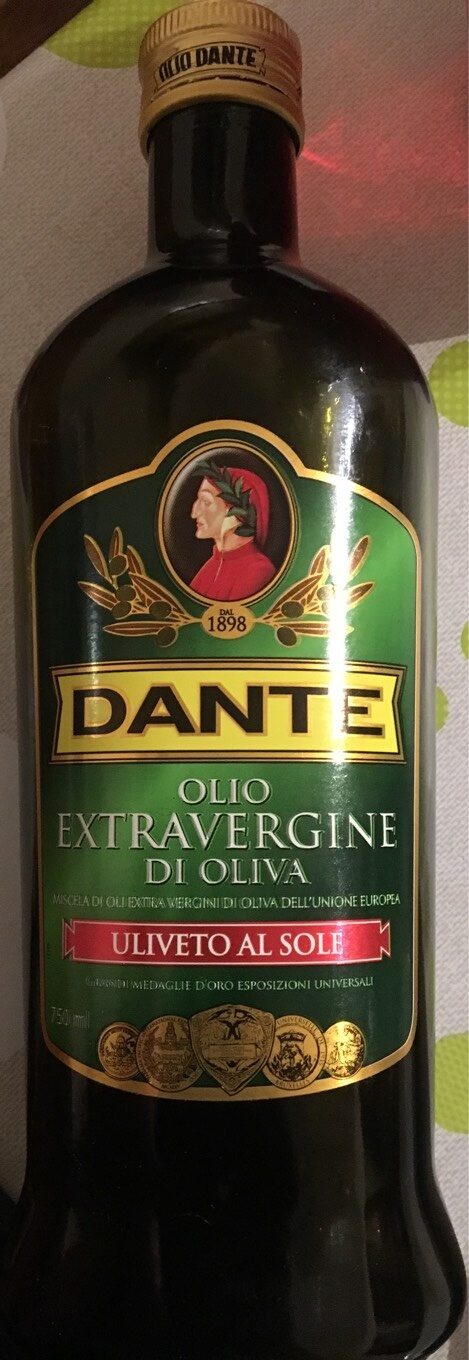 OLIO DANTE
DAL
1898
DANTE
OLIO
EXTRAVERGINE
DI OLIVA
MISCELA DI OLI EXTRA VERGINI DI OLIVA DELL'UNIONE EUROPEA
ULIVETO AL SOLE
GRANDI MEDAGLIE D'ORO ESPOSIZIONI UNIVERSALI
750 ml